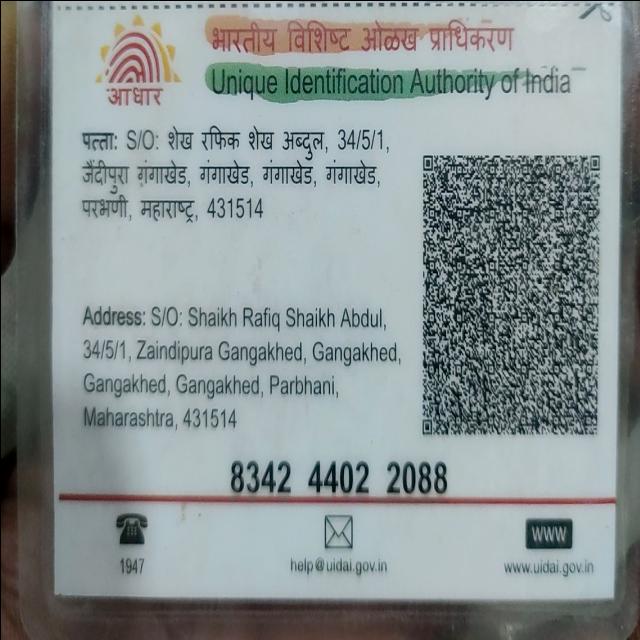 भारतीय विशिष्ट ओळख प्राधिकरण
Unique Identification Authority of India
आधार
पत्ता: S/O: शेख रफिक शेख अब्दुल, 34/5/1,
जैंदीपुरा गंगाखेड, गंगाखेड, गंगाखेड, गंगाखेड,
परभणी, महाराष्ट्र, 431514
Address: S/O: Shaikh Rafiq Shaikh Abdul,
34/5/1, Zaindipura Gangakhed, Gangakhed,
Gangakhed, Gangakhed, Parbhani,
Maharashtra, 431514
8342 4402 2088
WWW
1947
help@uidai.gov.in
www.uidai.gov.in